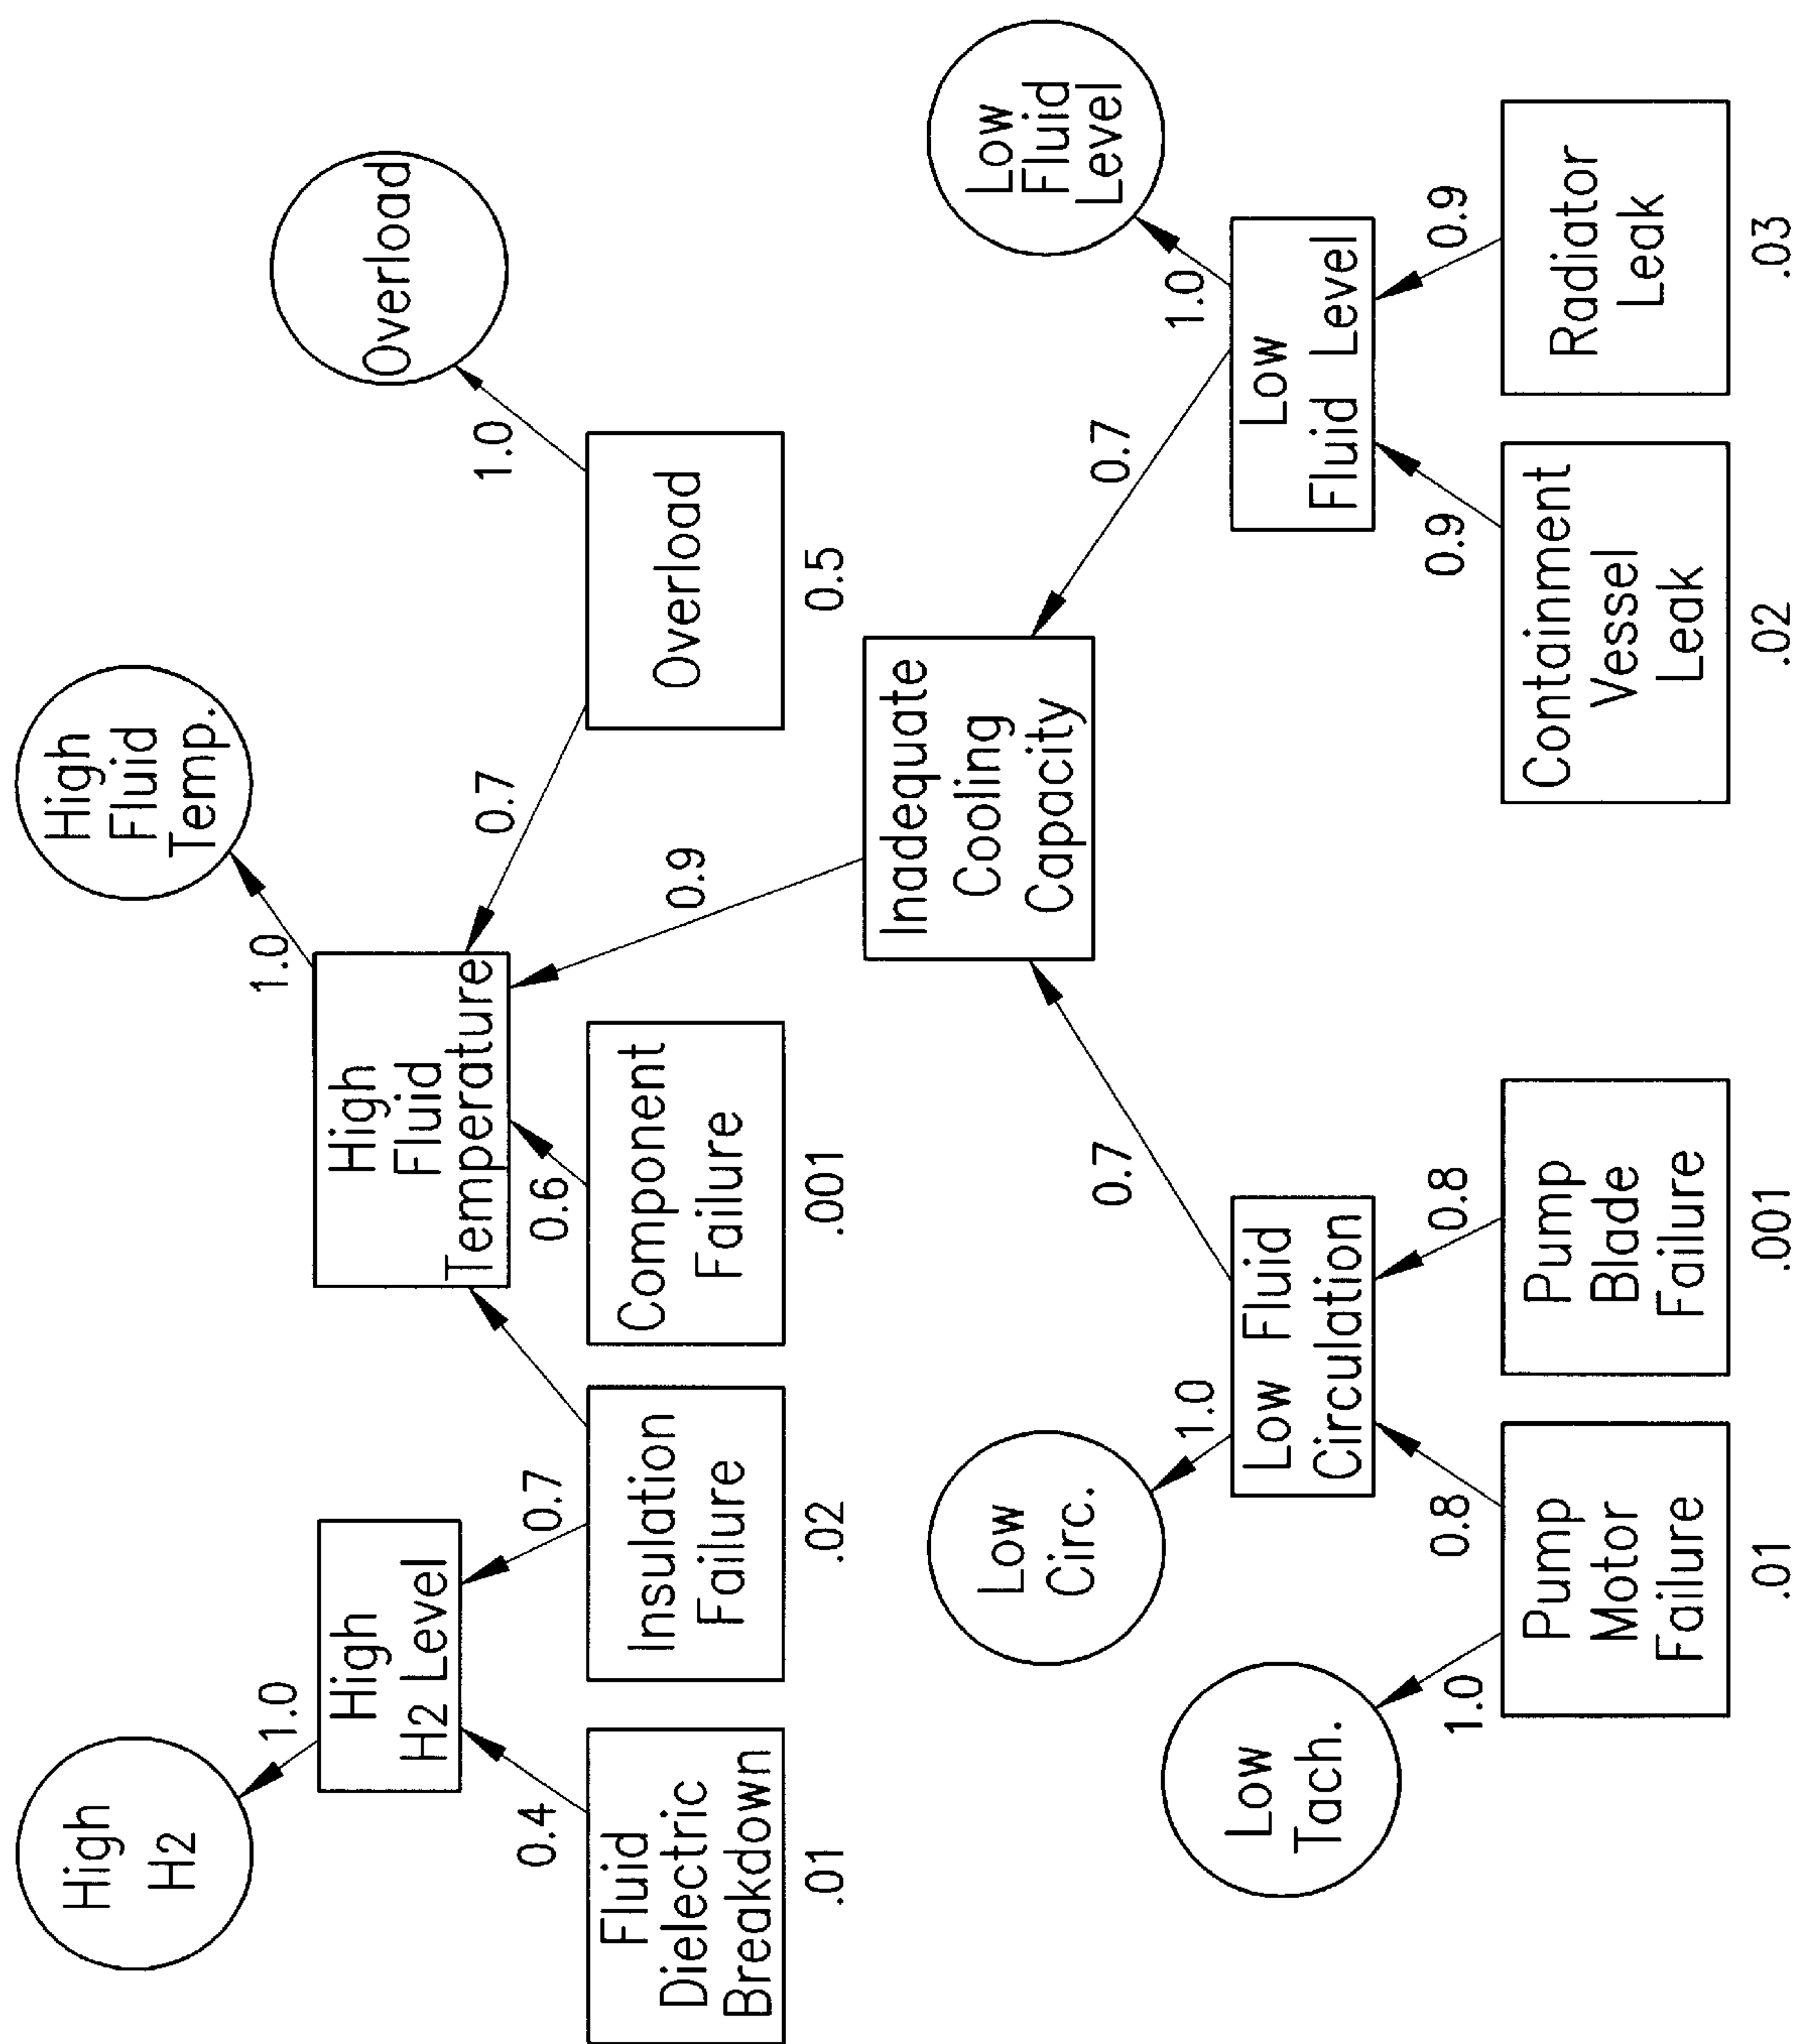 High
H2
1.0
High
H2 Level
0.4
0.7
Fluid
Dielectric
Breakdown
.01
Insulation
Failure
.02
High
Fluid
Temp.
1.0
High
Fluid
Temperature
0.6
Component
Failure
.001
0.9
0.7
Overload
1.0
Overload
0.5
Inadequate
Cooling
Capacity
0.7
0.7
Low
Tach.
1.0
Low
Circ.
1.0
Low Fluid
Circulation
0.8
0.8
Pump
Motor
Failure
.01
Pump
Blade
Failure
.001
Low
Fluid
Level
1.0
Low
Fluid Level
0.9
0.9
Containment
Vessel
Leak
.02
Radiator
Leak
.03